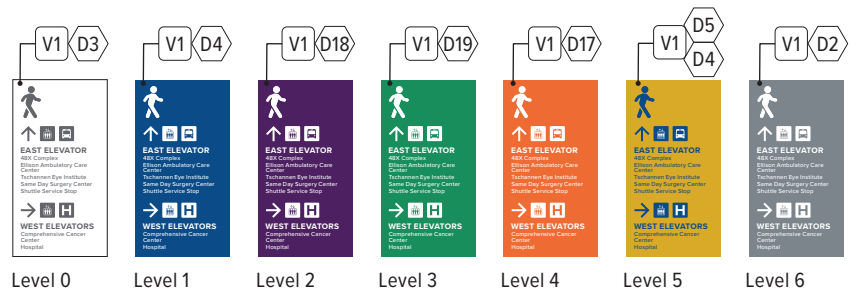 V1 D3
V1 D4
V1 D18
V1 D19
V1 D17
V1 D5
D4
V1 D2
EAST ELEVATOR
48X Complex
Ellison Ambulatory Care
Center
Tschannen Eye Institute
Same Day Surgery Center
Shuttle Service Stop
H
WEST ELEVATORS
Comprehensive Cancer
Center
Hospital
EAST ELEVATOR
48X Complex
Ellison Ambulatory Care
Center
Tschannen Eye Institute
Same Day Surgery Center
Shuttle Service Stop
H
WEST ELEVATORS
Comprehensive Cancer
Center
Hospital
EAST ELEVATOR
48X Complex
Ellison Ambulatory Care
Center
Tschannen Eye Institute
Same Day Surgery Center
Shuttle Service Stop
H
WEST ELEVATORS
Comprehensive Cancer
Center
Hospital
EAST ELEVATOR
48X Complex
Ellison Ambulatory Care
Center
Tschannen Eye Institute
Same Day Surgery Center
Shuttle Service Stop
H
WEST ELEVATORS
Comprehensive Cancer
Center
Hospital
EAST ELEVATOR
48X Complex
Ellison Ambulatory Care
Center
Tschannen Eye Institute
Same Day Surgery Center
Shuttle Service Stop
H
WEST ELEVATORS
Comprehensive Cancer
Center
Hospital
EAST ELEVATOR
48X Complex
Ellison Ambulatory Care
Center
Tschannen Eye Institute
Same Day Surgery Center
Shuttle Service Stop
H
WEST ELEVATORS
Comprehensive Cancer
Center
Hospital
EAST ELEVATOR
48X Complex
Ellison Ambulatory Care
Center
Tschannen Eye Institute
Same Day Surgery Center
Shuttle Service Stop
H
WEST ELEVATORS
Comprehensive Cancer
Center
Hospital
Level 0
Level 1
Level 2
Level 3
Level 4
Level 5
Level 6